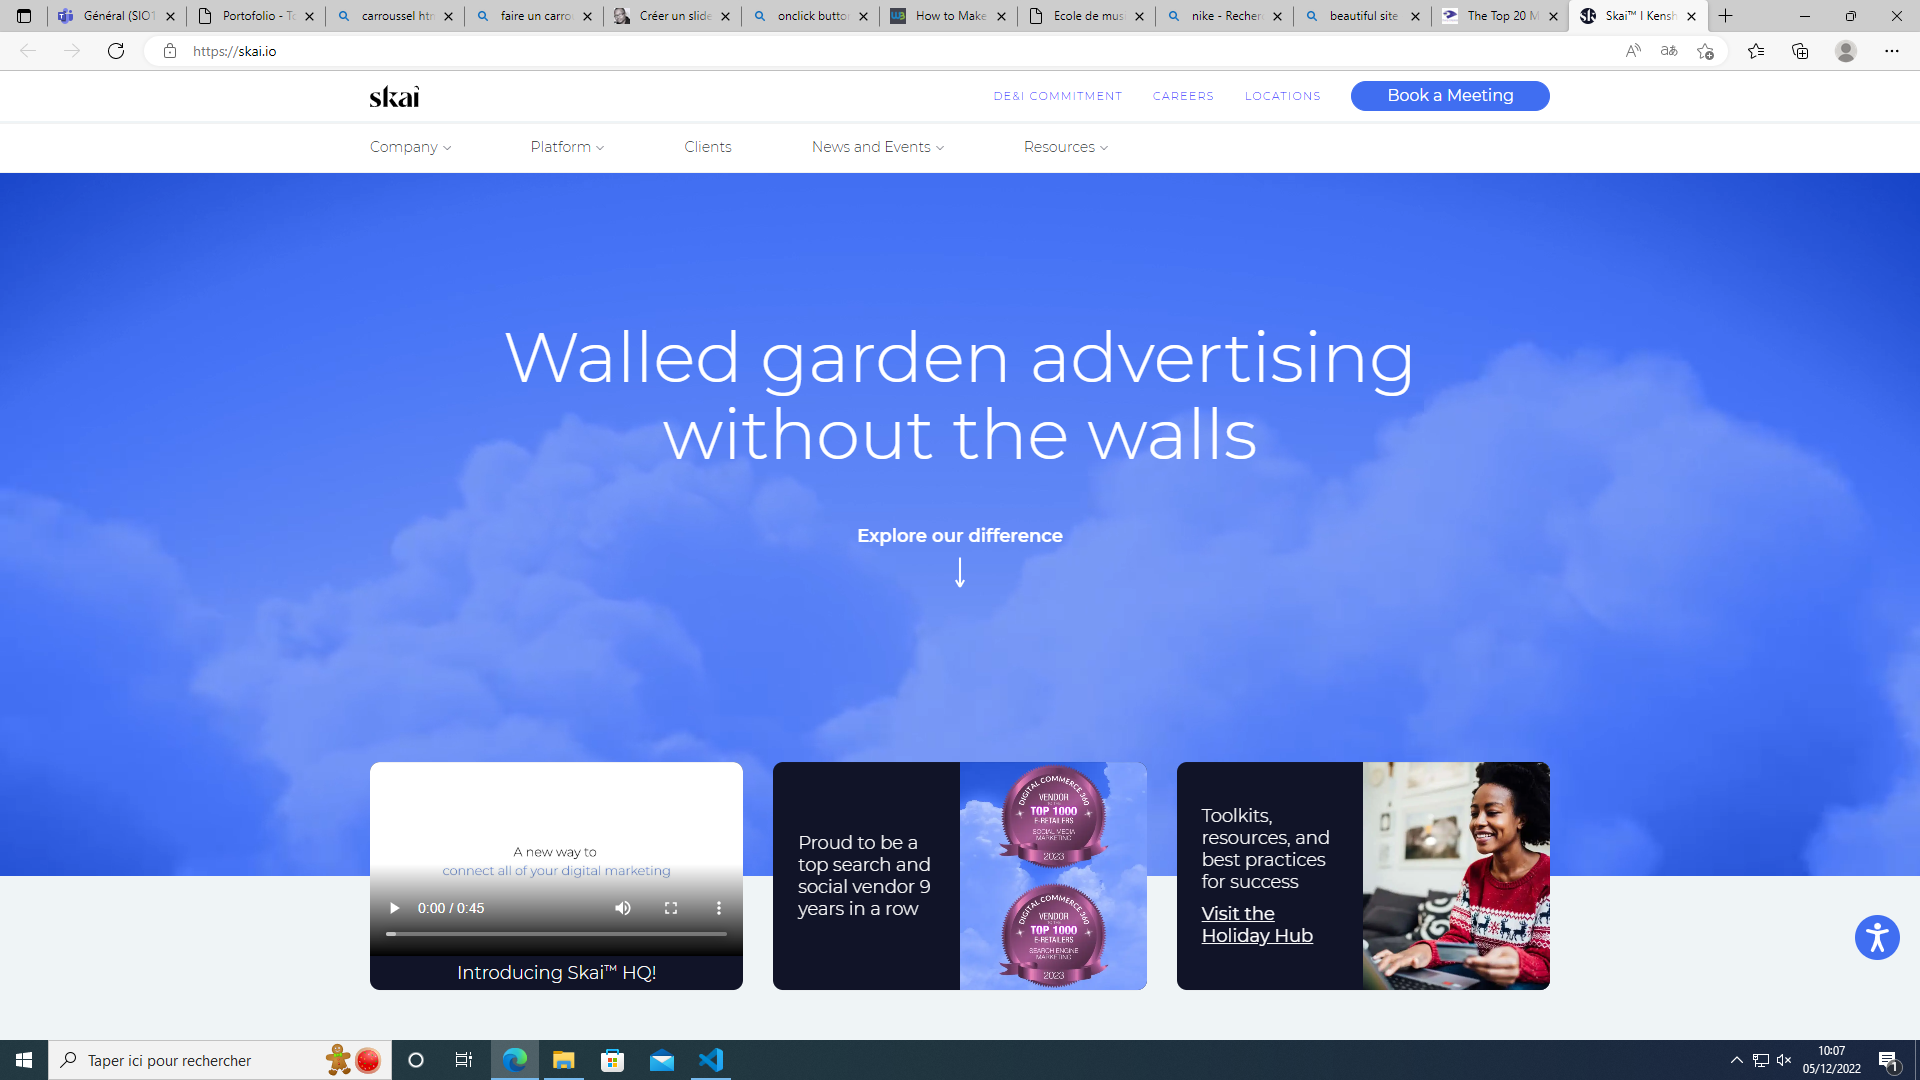 Général (SIO1
Portofolio - To
carroussel htm
faire un carro
Créer un slide
onclick button
How to Make
Ecole de mus
nike - Recher
beautiful site
The Top 20 M
Skai™ | Kensh
https://skai.io
skai
DE&I COMMITMENT
CAREERS
LOCATIONS
Book a Meeting
Company
Platform
Clients
News and Events
Resources
Walled garden advertising
without the walls
Explore our difference
A new way to
connect all of your digital marketing
0:00 / 0:45
Introducing Skai™ HQ!
Proud to be a
top search and
social vendor 9
years in a row
DIGITAL COMMERCE 360
VENDOR
TOP 1000
E-RETAILERS
SOCIAL MEDIA
MARKETING
2023
DIGITAL COMMERCE 360
VENDOR
TOP 1000
E-RETAILERS
SEARCH ENGINE
MARKETING
2023
Toolkits,
resources, and
best practices
for success
Visit the
Holiday Hub
Taper ici pour rechercher
10:07
05/12/2022
1